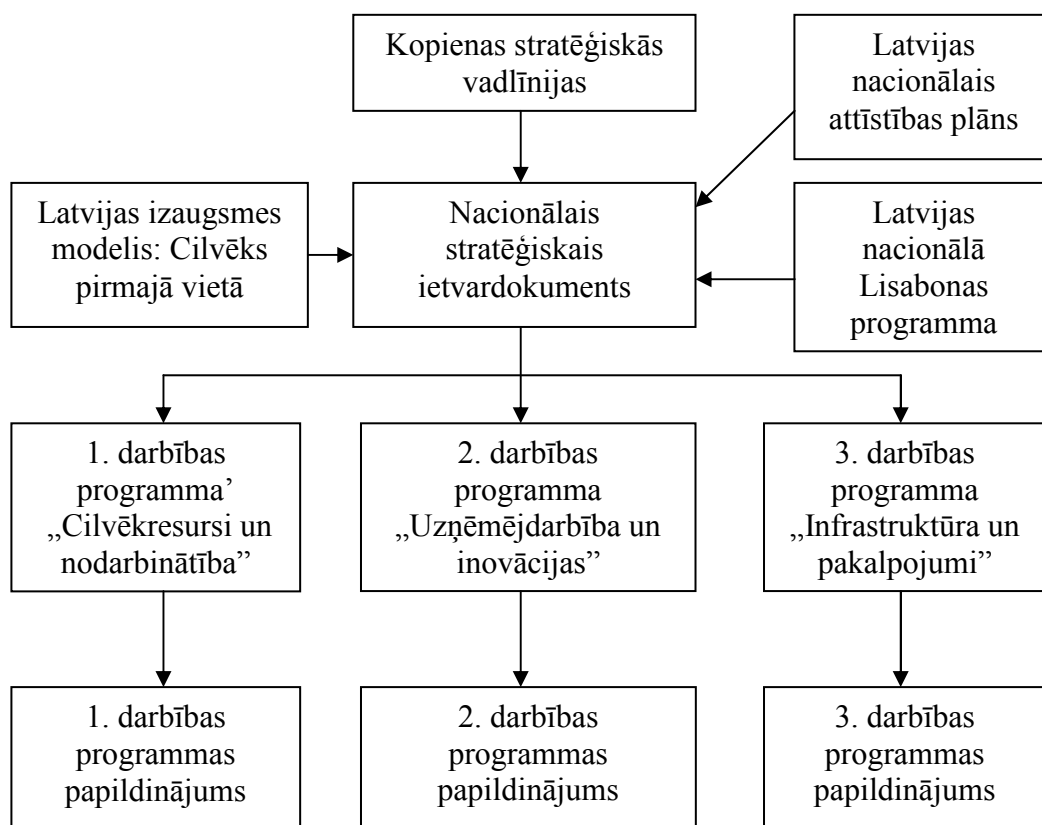 Kopienas stratēģiskās
vadlīnijas
Latvijas
nacionālais
attīstības plāns
Latvijas izaugsmes
modelis: Cilvēks
pirmajā vietā
Nacionālais
stratēģiskais
ietvardokuments
Latvijas
nacionālā
Lisabonas
programma
1. darbības
programma’
„Cilvēkresursi un
nodarbinātība”
2. darbības
programma
„Uzņēmējdarbība un
inovācijas”
3. darbības
programma
„Infrastruktūra un
pakalpojumi”
1. darbības
programmas
papildinājums
2. darbības
programmas
papildinājums
3. darbības
programmas
papildinājums